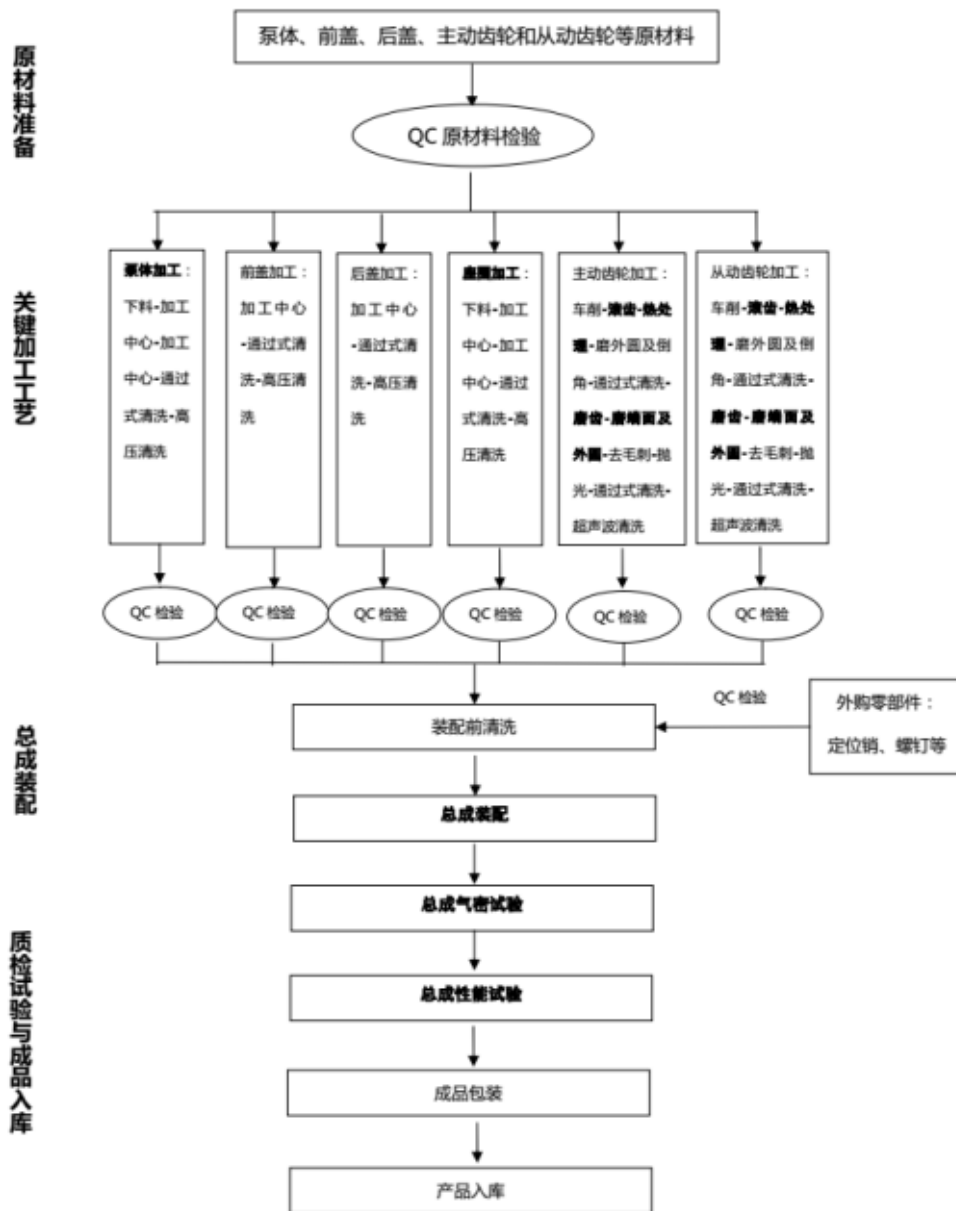 原材料准备
泵体、前盖、后盖、主动齿轮和从动齿轮等原材料
QC 原材料检验
关键加工工艺
泵体加工：
下料-加工
中心-加工
中心-通过
式清洗-高
压清洗
前盖加工：
加工中心
-通过式清
洗-高压清
洗
后盖加工：
加工中心
-通过式清
洗-高压清
洗
加工：
下料-加工
中心-加工
中心-通过
式清洗-高
压清洗
主动齿轮加工：
车削-滚齿-热处
理-磨外圆及倒
角-通过式清洗-
磨齿-磨端面及
外圆-去毛刺-抛
光-通过式清洗-
超声波清洗
从动齿轮加工：
车削-滚齿-热处
理-磨外圆及倒
角-通过式清洗-
磨齿-磨端面及
外圆-去毛刺-抛
光-通过式清洗-
超声波清洗
QC 检验
QC 检验
QC 检验
QC 检验
QC 检验
QC 检验
总成装配
装配前清洗
QC 检验
外购零部件：
定位销、螺钉等
总成装配
质检试验与成品入库
总成气密试验
总成性能试验
成品包装
产品入库